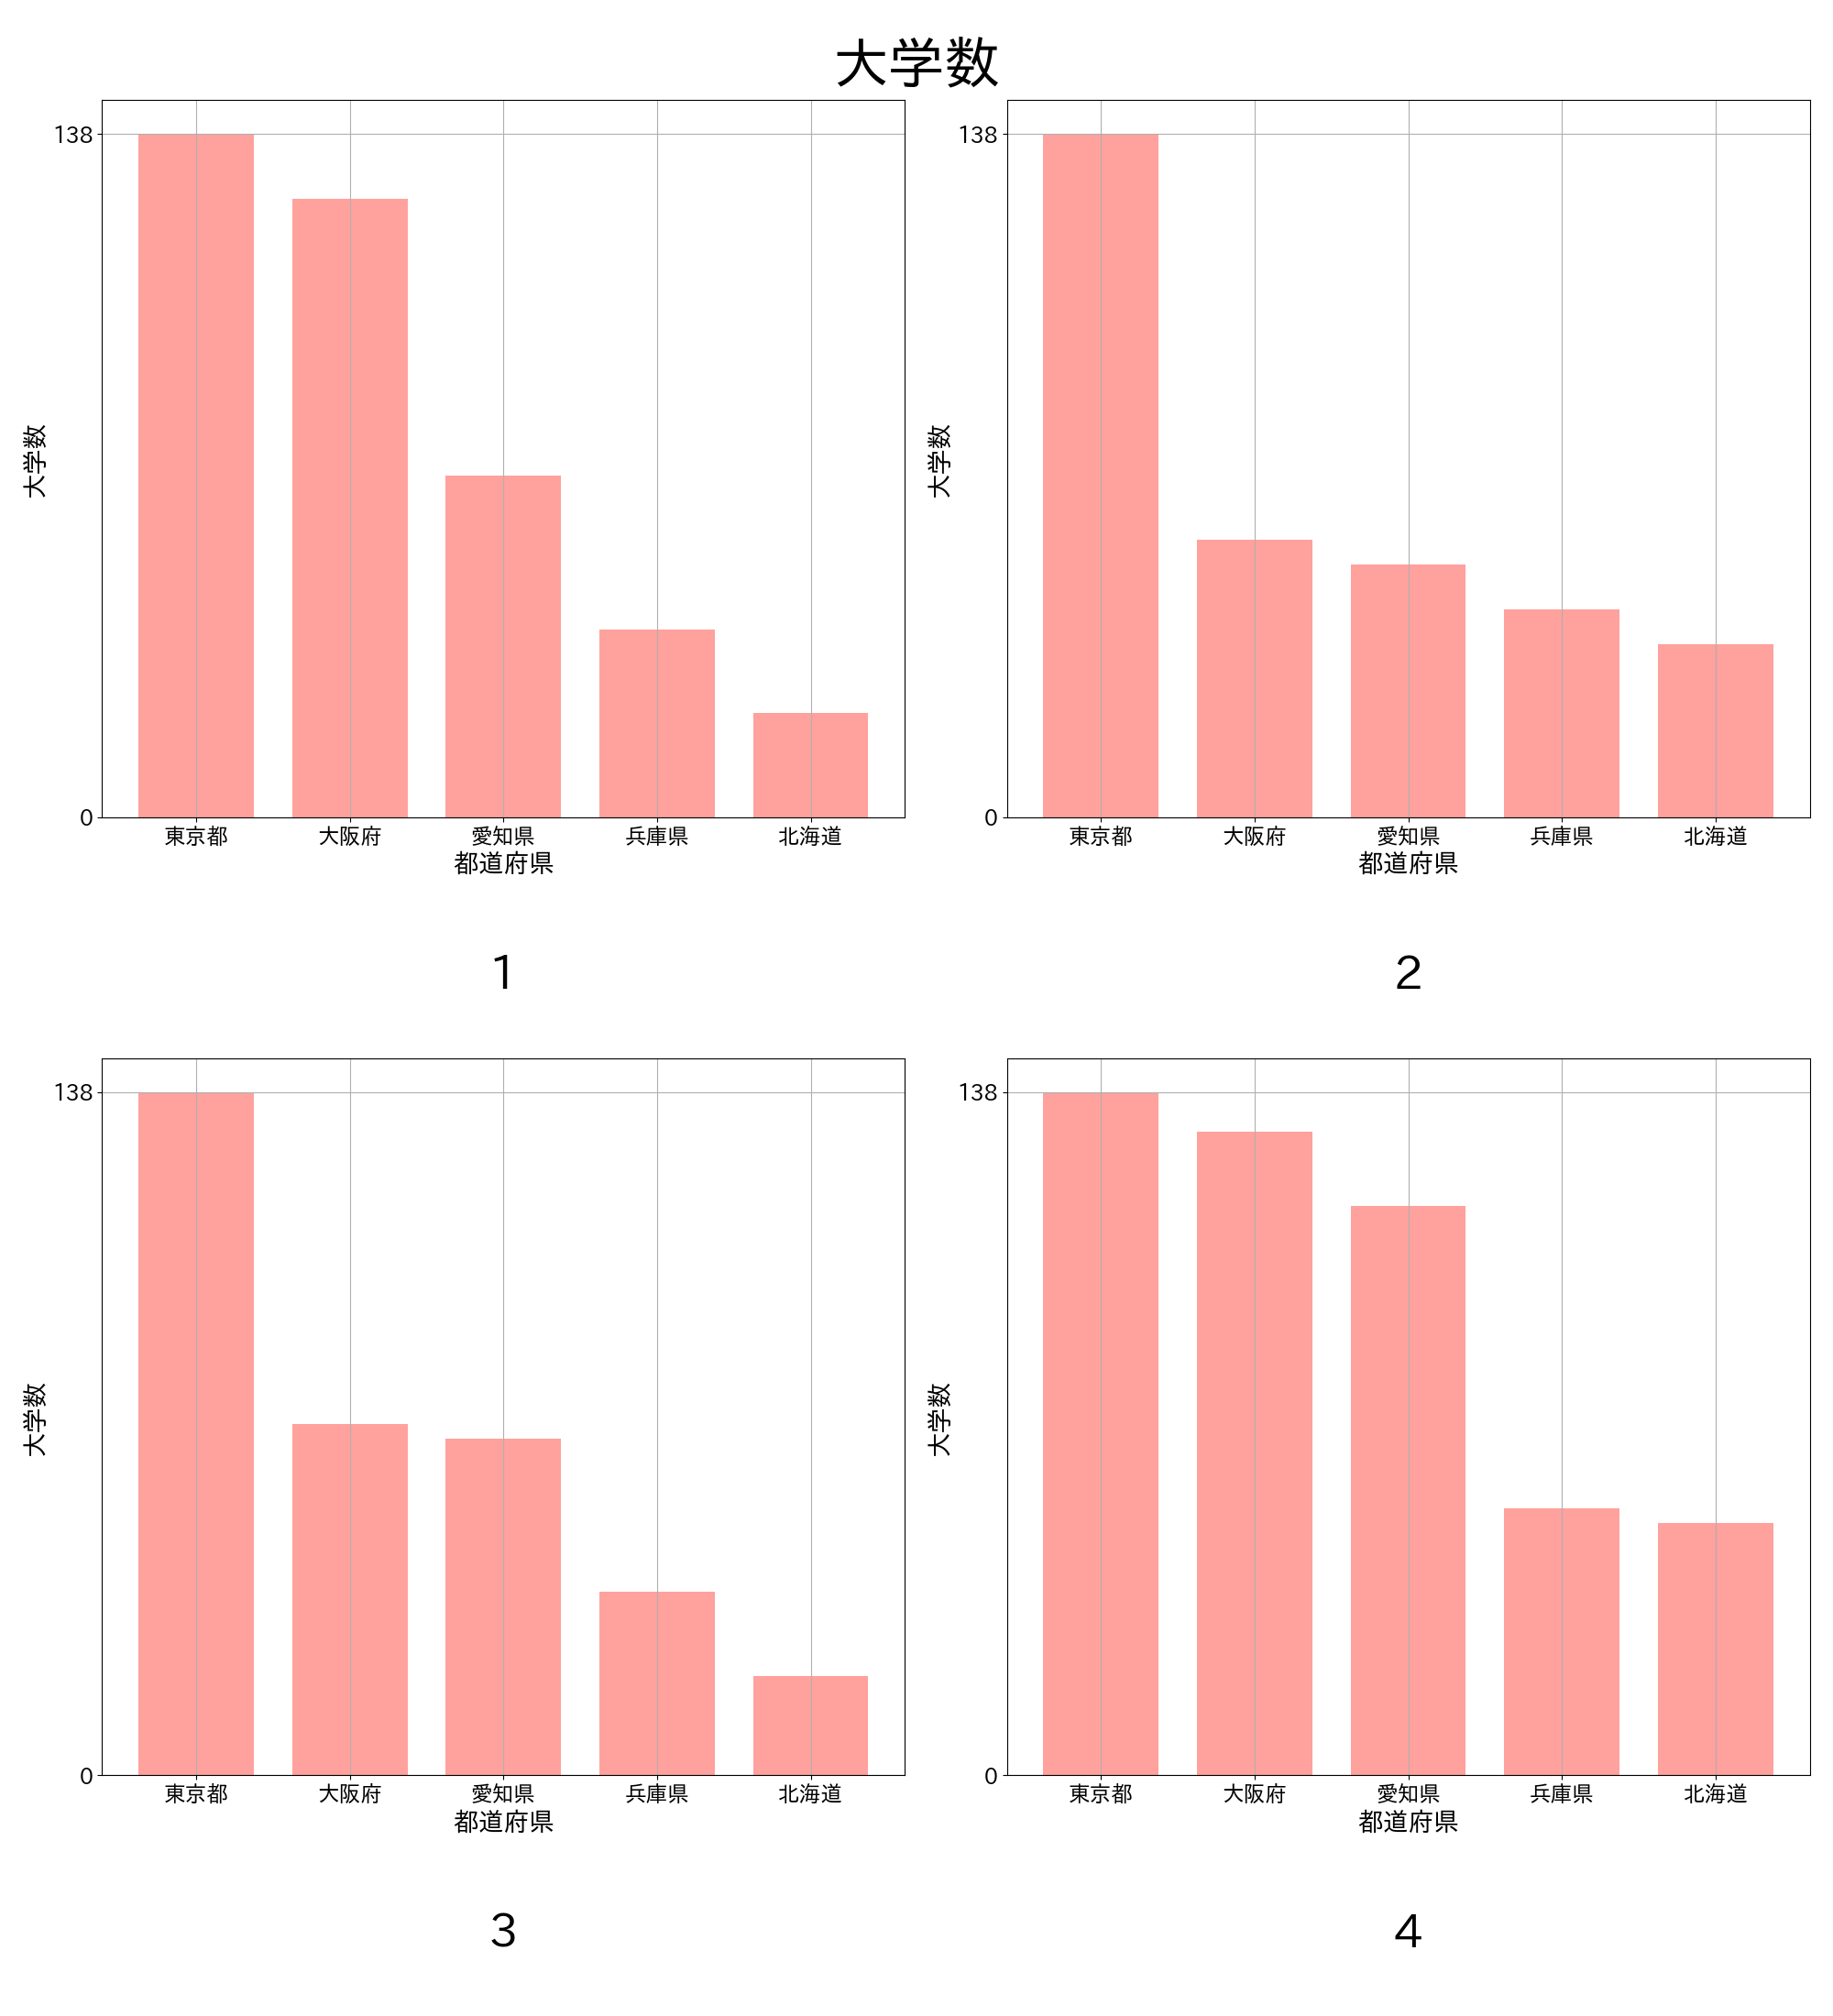 大学数
138
0
大学数
東京都 大阪府 愛知県 兵庫県 北海道
都道府県
1
138
0
大学数
東京都 大阪府 愛知県 兵庫県 北海道
都道府県
2
138
0
大学数
東京都 大阪府 愛知県 兵庫県 北海道
都道府県
3
138
0
大学数
東京都 大阪府 愛知県 兵庫県 北海道
都道府県
4